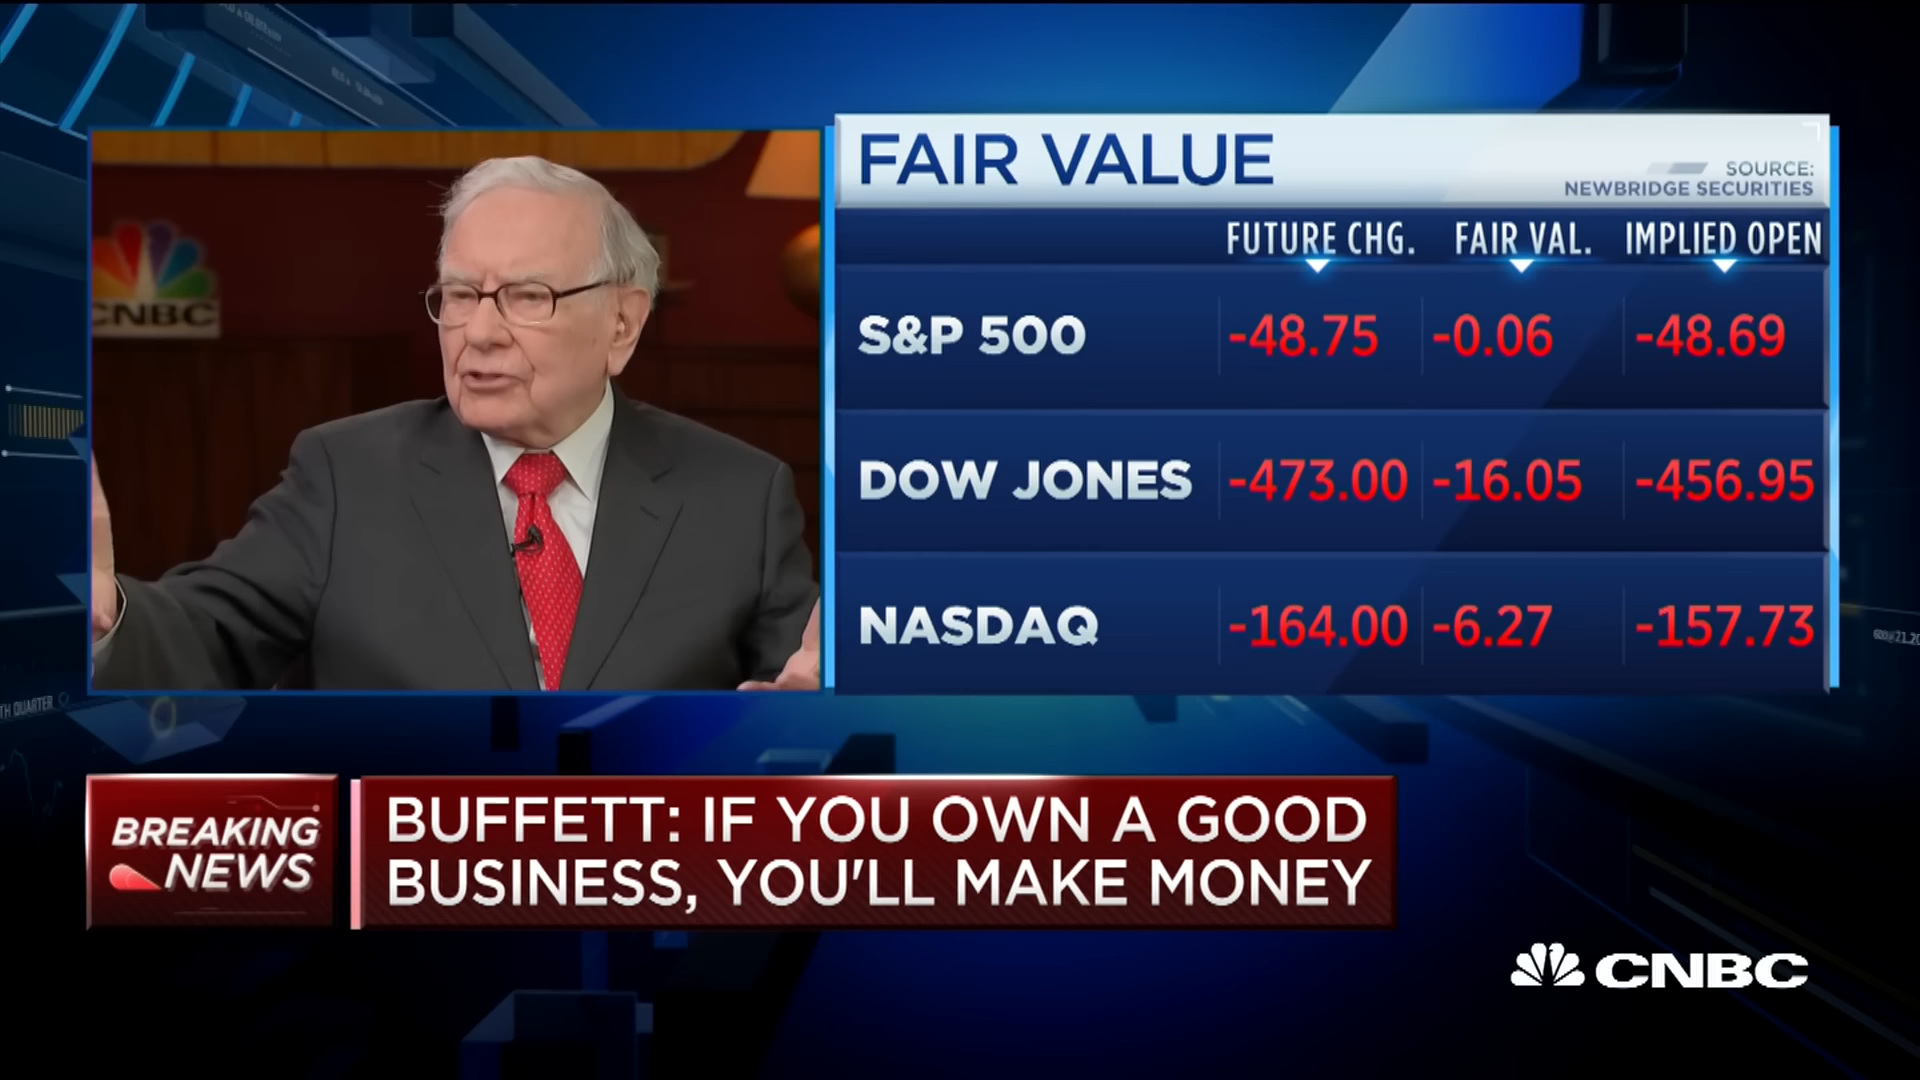 CNBC
FAIR VALUE
SOURCE:
NEWBRIDGE SECURITIES
FUTURE CHG. FAIR VAL. IMPLIED OPEN
S&P 500 -48.75 -0.06 -48.69
DOW JONES -473.00 -16.05 -456.95
NASDAQ -164.00 -6.27 -157.73
TH QUARTER
BREAKING
NEWS
BUFFETT: IF YOU OWN A GOOD
BUSINESS, YOU'LL MAKE MONEY
CNBC